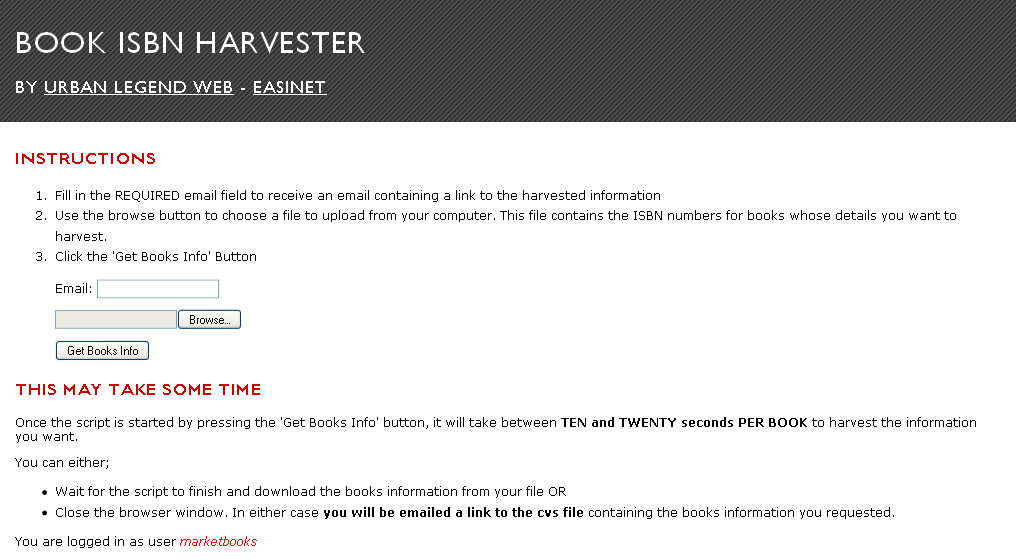 BOOK ISBN HARVESTER
BY URBAN LEGEND WEB - EASINET
INSTRUCTIONS
1. Fill in the REQUIRED email field to receive an email containing a link to the harvested information
2. Use the browse button to choose a file to upload from your computer. This file contains the ISBN numbers for books whose details you want to
harvest.
3. Click the 'Get Books Info' Button
Email:
Browse...
Get Books Info
THIS MAY TAKE SOME TIME
Once the script is started by pressing the 'Get Books Info' button, it will take between TEN and TWENTY seconds PER BOOK to harvest the information
you want.
You can either;
• Wait for the script to finish and download the books information from your file OR
• Close the browser window. In either case you will be emailed a link to the cvs file containing the books information you requested.
You are logged in as user marketbooks